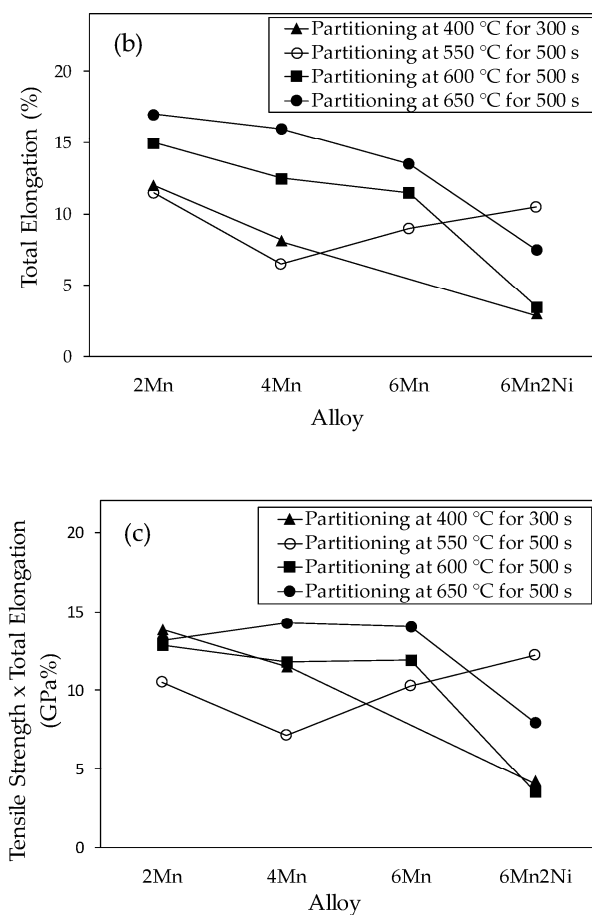 (b)
Partitioning at 400 °C for 300 s
Partitioning at 550 °C for 500 s
Partitioning at 600 °C for 500 s
Partitioning at 650 °C for 500 s
Total Elongation (%)
20
15
10
5
0
2Mn 4Mn 6Mn 6Mn2Ni
Alloy
(c)
Partitioning at 400 °C for 300 s
Partitioning at 550 °C for 500 s
Partitioning at 600 °C for 500 s
Partitioning at 650 °C for 500 s
Tensile Strength x Total Elongation
(GPa%)
20
15
10
5
0
2Mn 4Mn 6Mn 6Mn2Ni
Alloy